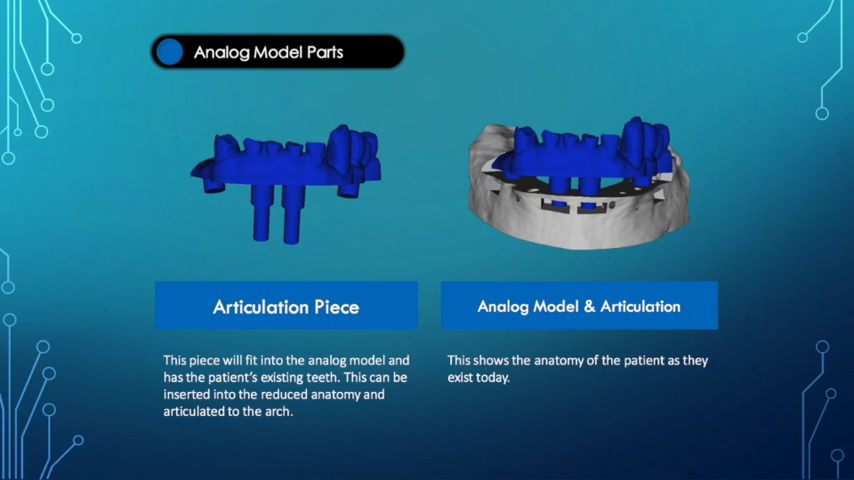 Analog Model Parts
Articulation Piece
This piece will fit into the analog model and
has the patient's existing teeth. This can be
inserted into the reduced anatomy and
articulated to the arch.
Analog Model & Articulation
This shows the anatomy of the patient as they
exist today.